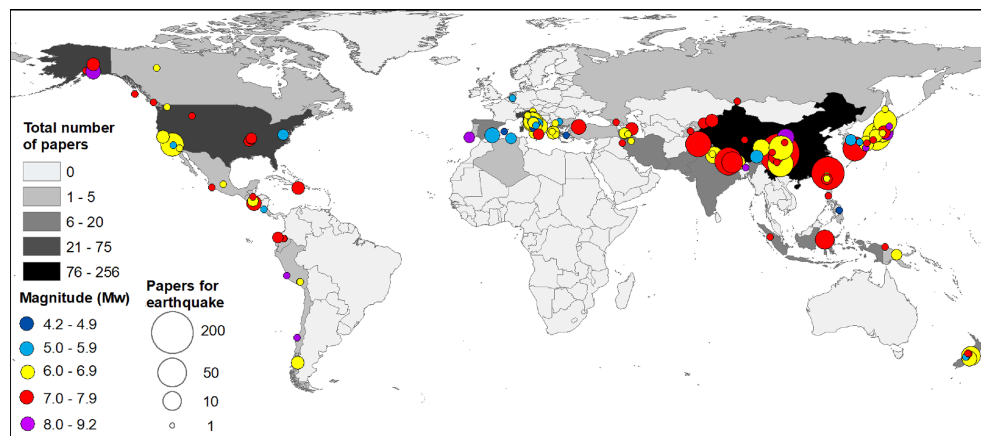 Total number
of papers
0
1 - 5
6 - 20
21 - 75
76 - 256
Magnitude (Mw)
4.2 - 4.9
5.0 - 5.9
6.0 - 6.9
7.0 - 7.9
8.0 - 9.2
Papers for
earthquake
200
50
10
1